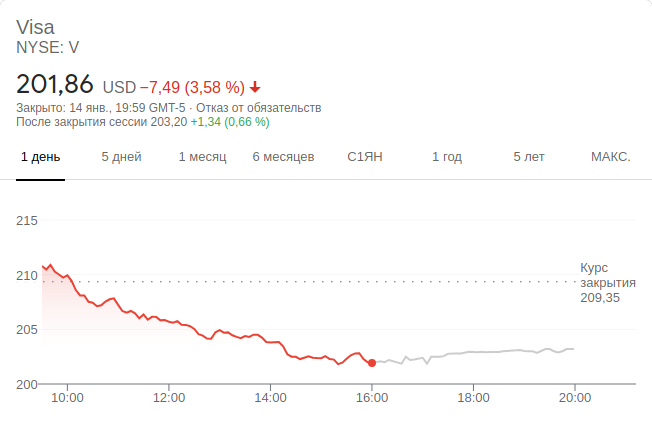 Visa
NYSE: V
201,86 USD −7,49 (3,58 %)
Закрыто: 14 янв., 19:59 GMT-5 · Отказ от обязательств
После закрытия сессии 203,20 +1,34 (0,66 %)
1 день 5 дней 1 месяц 6 месяцев С1ЯН 1 год 5 лет МАКС.
215
210
205
200
Курс
закрытия
209,35
10:00 12:00 14:00 16:00 18:00 20:00